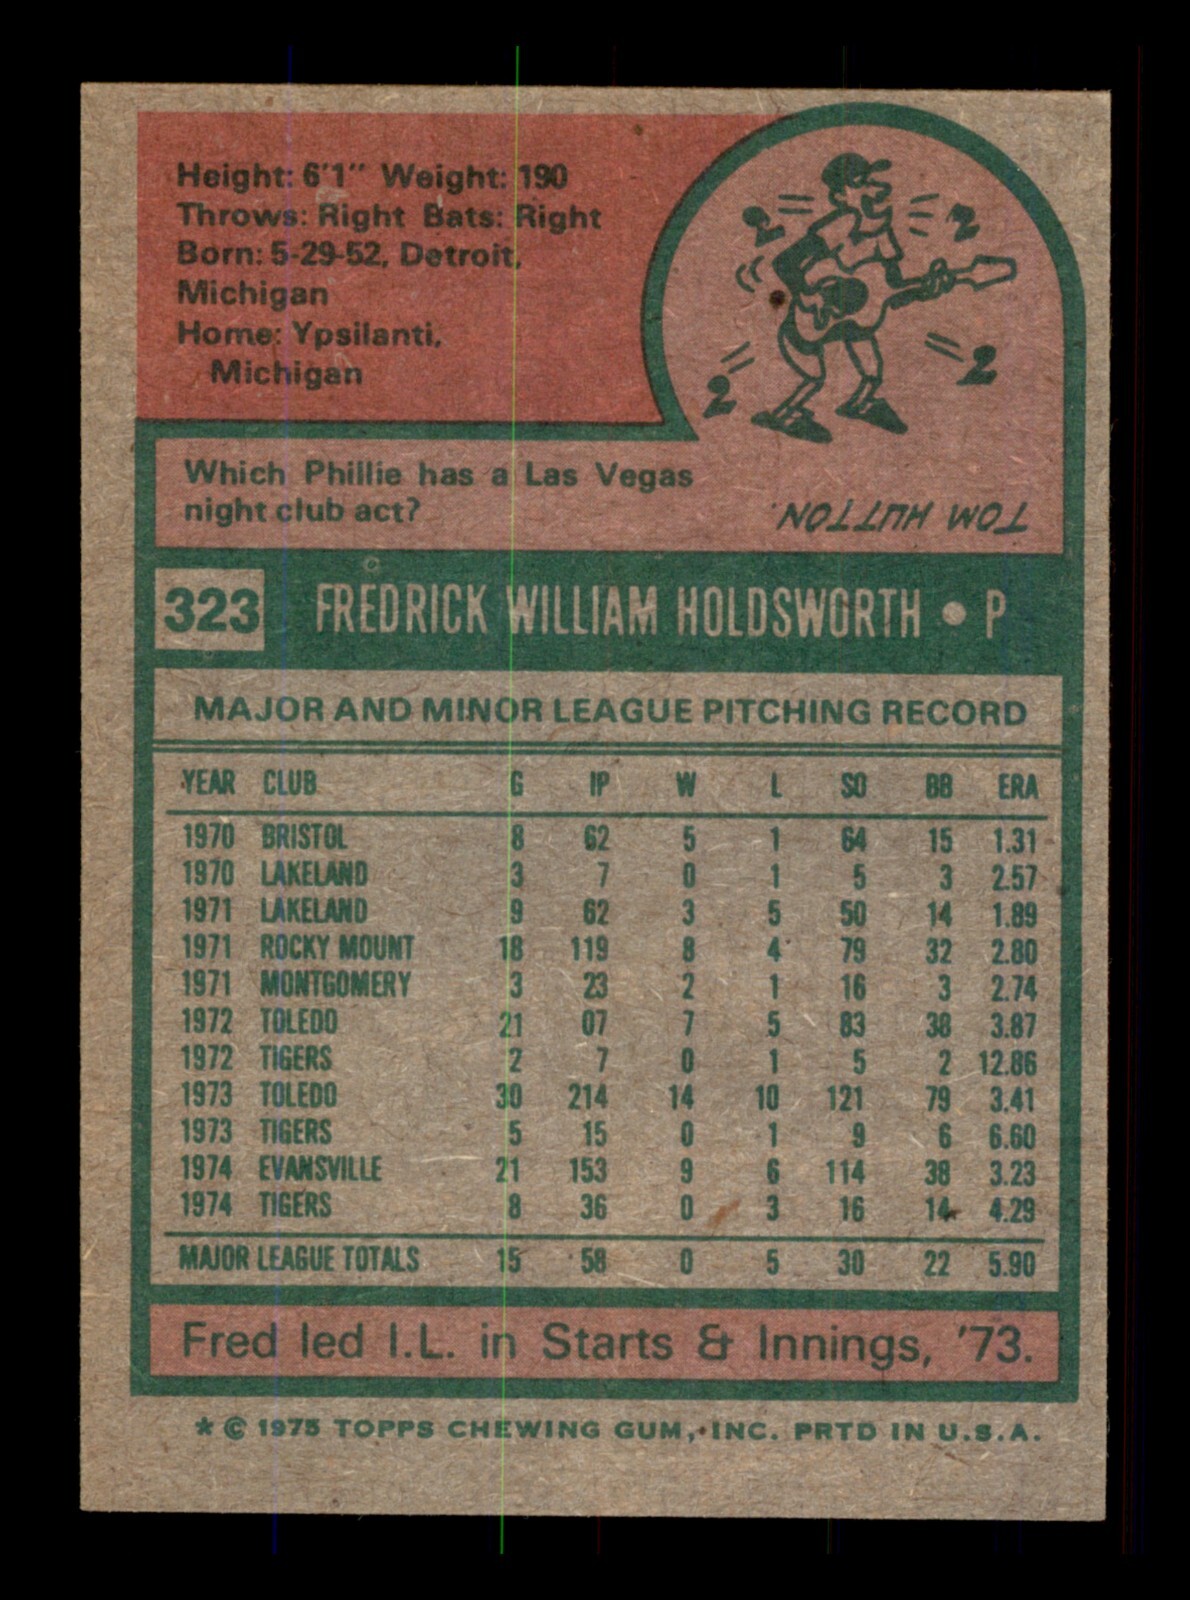 Height: 6'1" Weight: 190
Throws: Right Bats: Right
Born: 5-29-52, Detroit,
Michigan
Home: Ypsilanti,
Michigan
2 2
2 2
Which Phillie has a Las Vegas
night club act?
TOM HUTTON.
323 FREDRICK WILLIAM HOLDSWORTH • P
MAJOR AND MINOR LEAGUE PITCHING RECORD
YEAR CLUB G IP W L SO BB ERA
1970 BRISTOL 8 62 5 1 64 15 1.31
1970 LAKELAND 3 7 0 1 5 3 2.57
1971 LAKELAND 9 62 3 5 50 14 1.89
1971 ROCKY MOUNT 18 119 8 4 79 32 2.80
1971 MONTGOMERY 3 23 2 1 16 3 2.74
1972 TOLEDO 21 107 7 5 83 38 3.87
1972 TIGERS 2 7 0 1 5 2 12.86
1973 TOLEDO 30 214 14 10 121 79 3.41
1973 TIGERS 5 15 0 1 9 6 6.60
1974 EVANSVILLE 21 153 9 6 114 38 3.23
1974 TIGERS 8 36 0 3 16 14 4.29
MAJOR LEAGUE TOTALS 15 58 0 5 30 22 5.90
Fred led I.L. in Starts & Innings, '73.
* © 1975 TOPPS CHEWING GUM, INC. PRTD IN U.S.A.